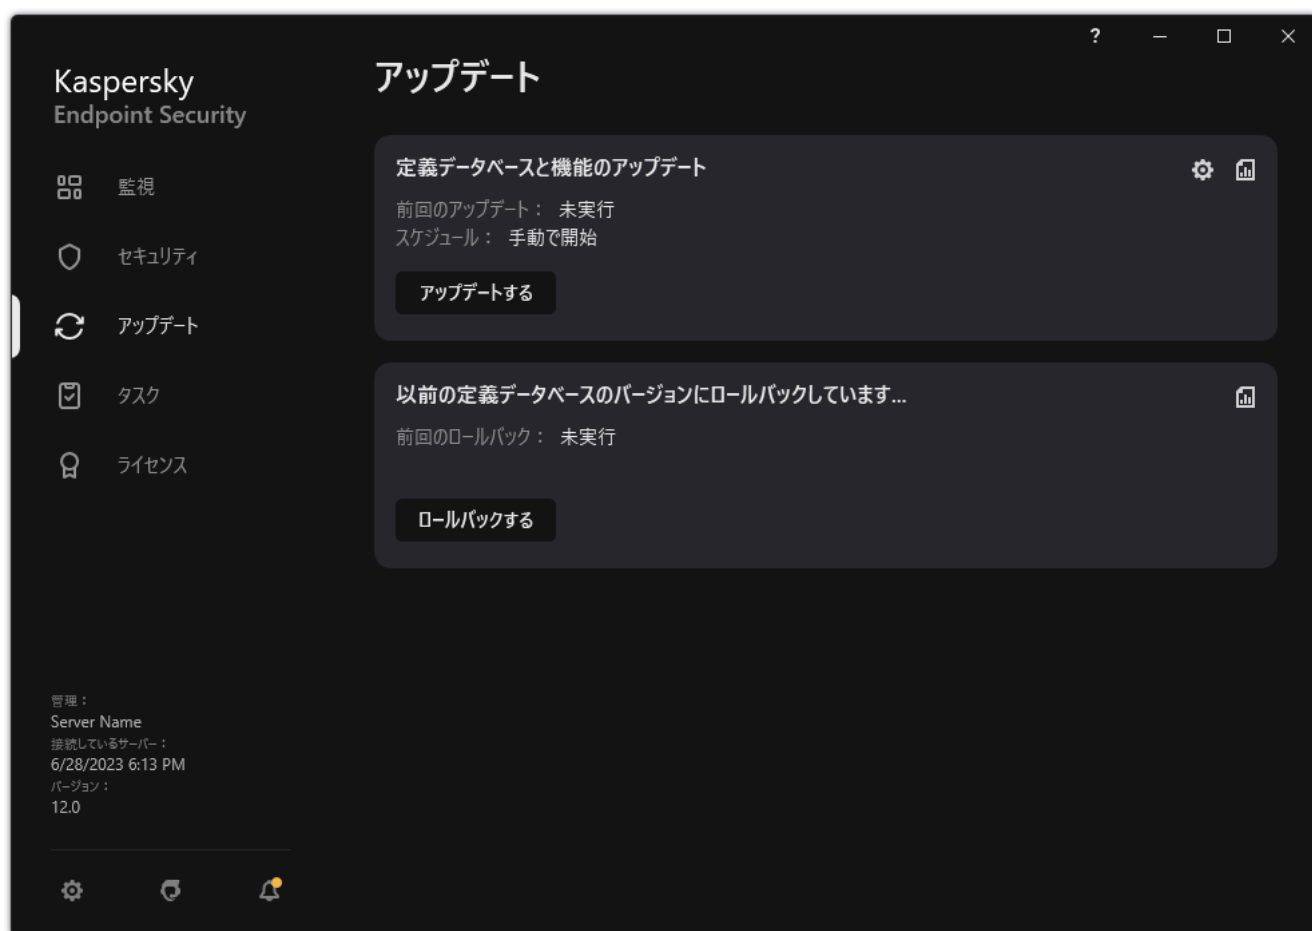 ?
Kaspersky
Endpoint Security
監視
セキュリティ
アップデート
タスク
ライセンス
管理：
Server Name
接続しているサーバー：
6/28/2023 6:13 PM
バージョン：
12.0
アップデート
定義データベースと機能のアップデート
前回のアップデート： 未実行
スケジュール： 手動で開始
アップデートする
以前の定義データベースのバージョンにロールバックしています...
前回のロールバック： 未実行
ロールバックする